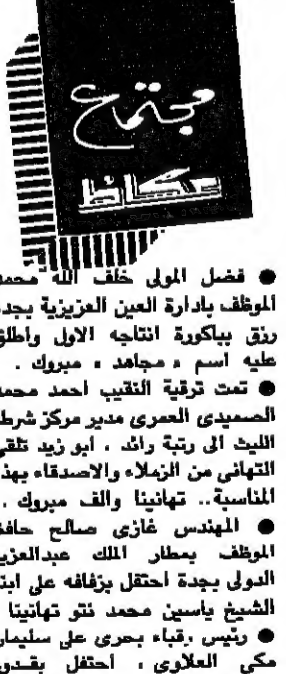 مجتمع
عكاظ
● فضل المولى خلف الله محمد
الموظف بادارة العين العزيزية بجدة
رزق بباكورة انتاجه الاول واطلق
عليه اسم « مجاهد » مبروك .
● تمت ترقية النقيب احمد محمد
الصميدي العمري مدير مركز شرطة
الليث الى رتبة رائد . ابو زيد تلقى
التهاني من الزملاء والاصدقاء بهذه
المناسبة.. تهانينا والف مبروك .
● المهندس غازي صالح حافظ
الموظف بمطار الملك عبدالعزيز
الدولي بجدة احتفل بزفافه على ابنة
الشيخ ياسين محمد نتو تهانينا
● رئيس رقباء بحري علي سليمان
مكي العلاوي ، احتفل بقدوم